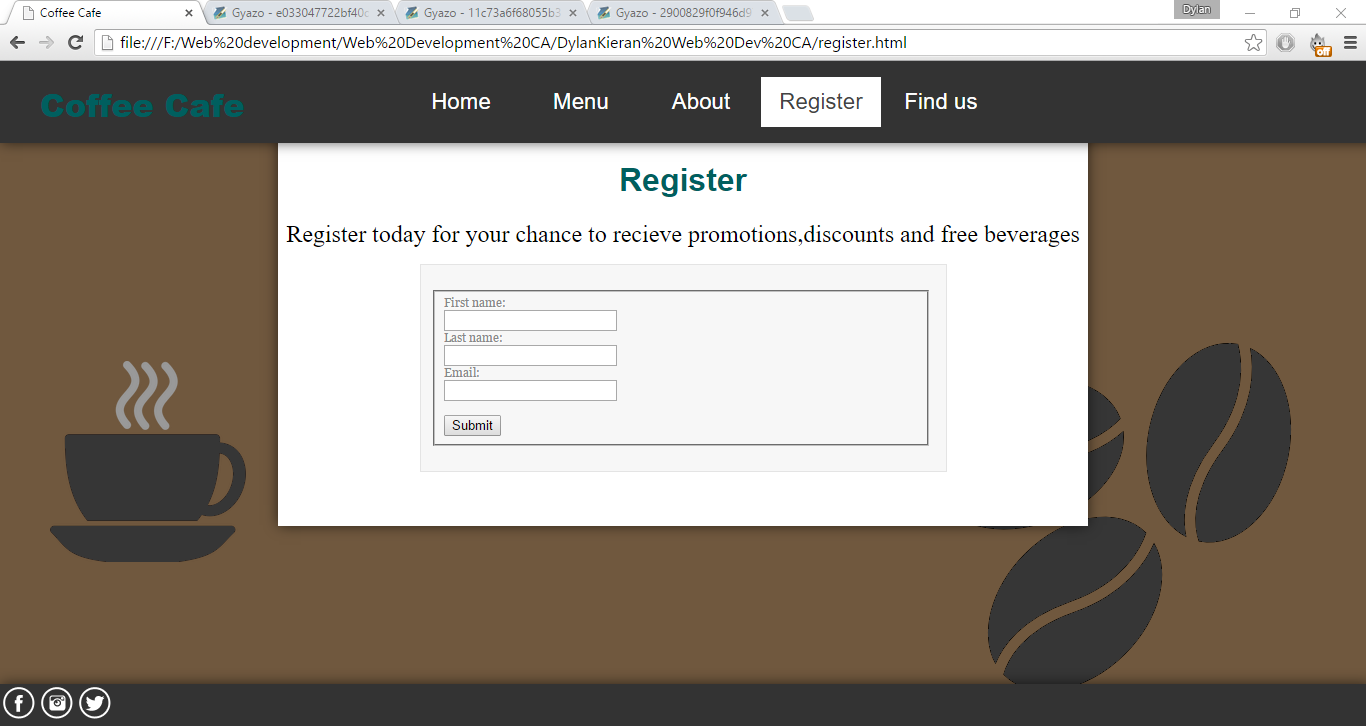 Coffee Cafe
Gyazo - e033047722bf40c
Gyazo - 11c73a6f68055b3
Gyazo - 2900829f0f946d9
Dylan
file:///F:/Web%20development/Web%20Development%20CA/DylanKieran%20Web%20Dev%20CA/register.html
off
Coffee Cafe
Home
Menu
About
Register
Find us
Register
Register today for your chance to recieve promotions,discounts and free beverages
First name:
Last name:
Email:
Submit